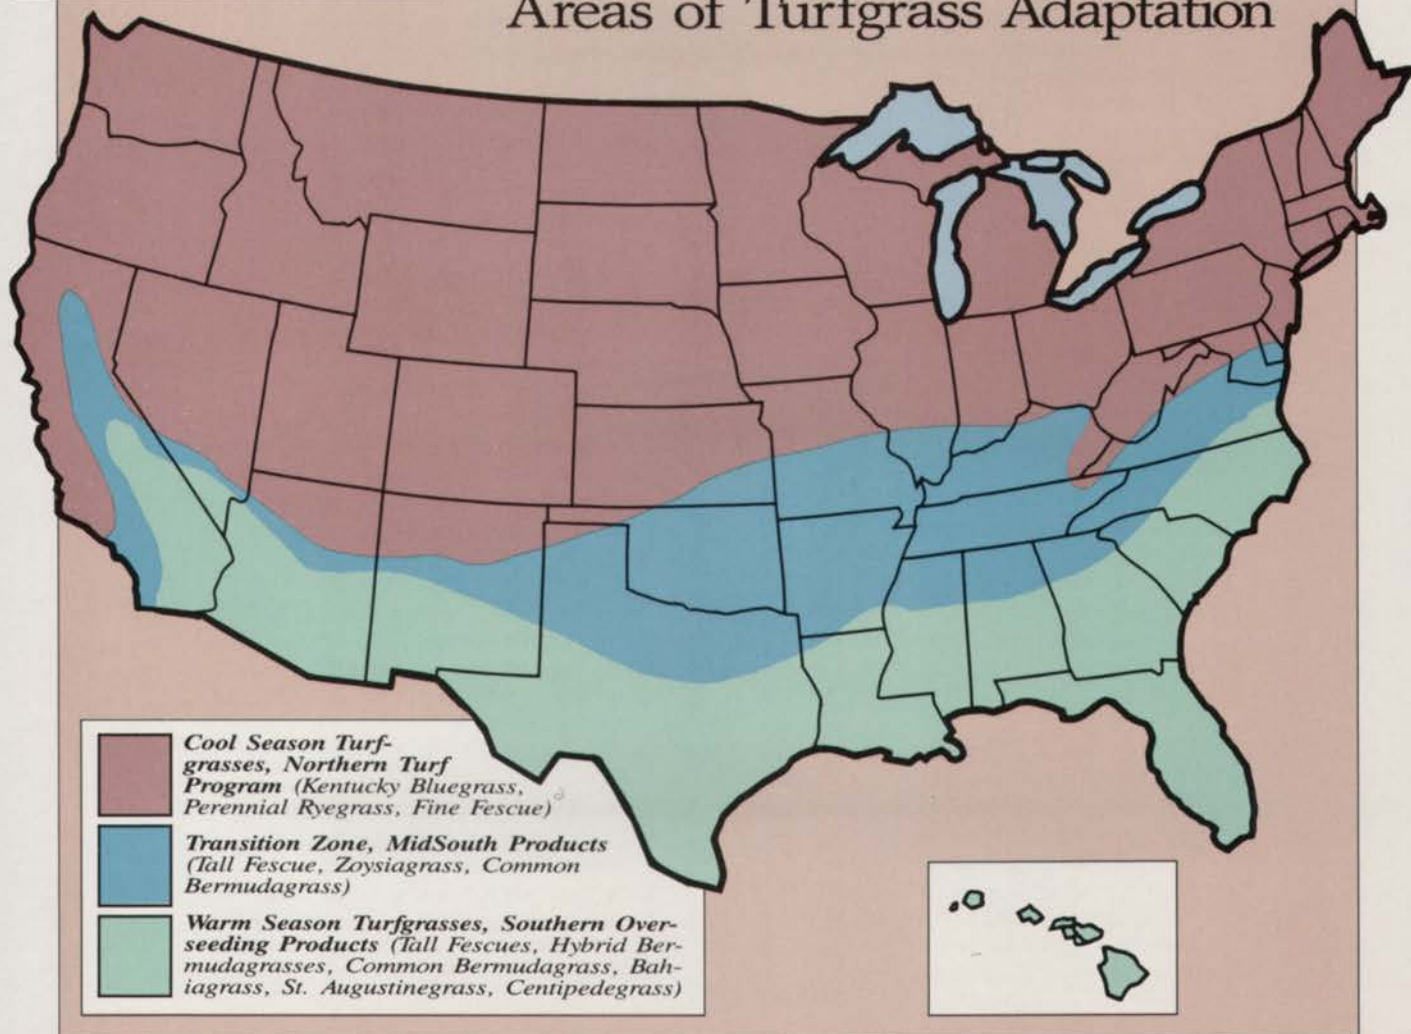 Areas of Turfgrass Adaptation
Cool Season Turf-
grasses, Northern Turf
Program (Kentucky Bluegrass,
Perennial Ryegrass, Fine Fescue)
Transition Zone, MidSouth Products
(Tall Fescue, Zoysiagrass, Common
Bermudagrass)
Warm Season Turfgrasses, Southern Over-
seeding Products (Tall Fescues, Hybrid Ber-
mudagrasses, Common Bermudagrass, Bah-
iagrass, St. Augustinegrass, Centipedegrass)